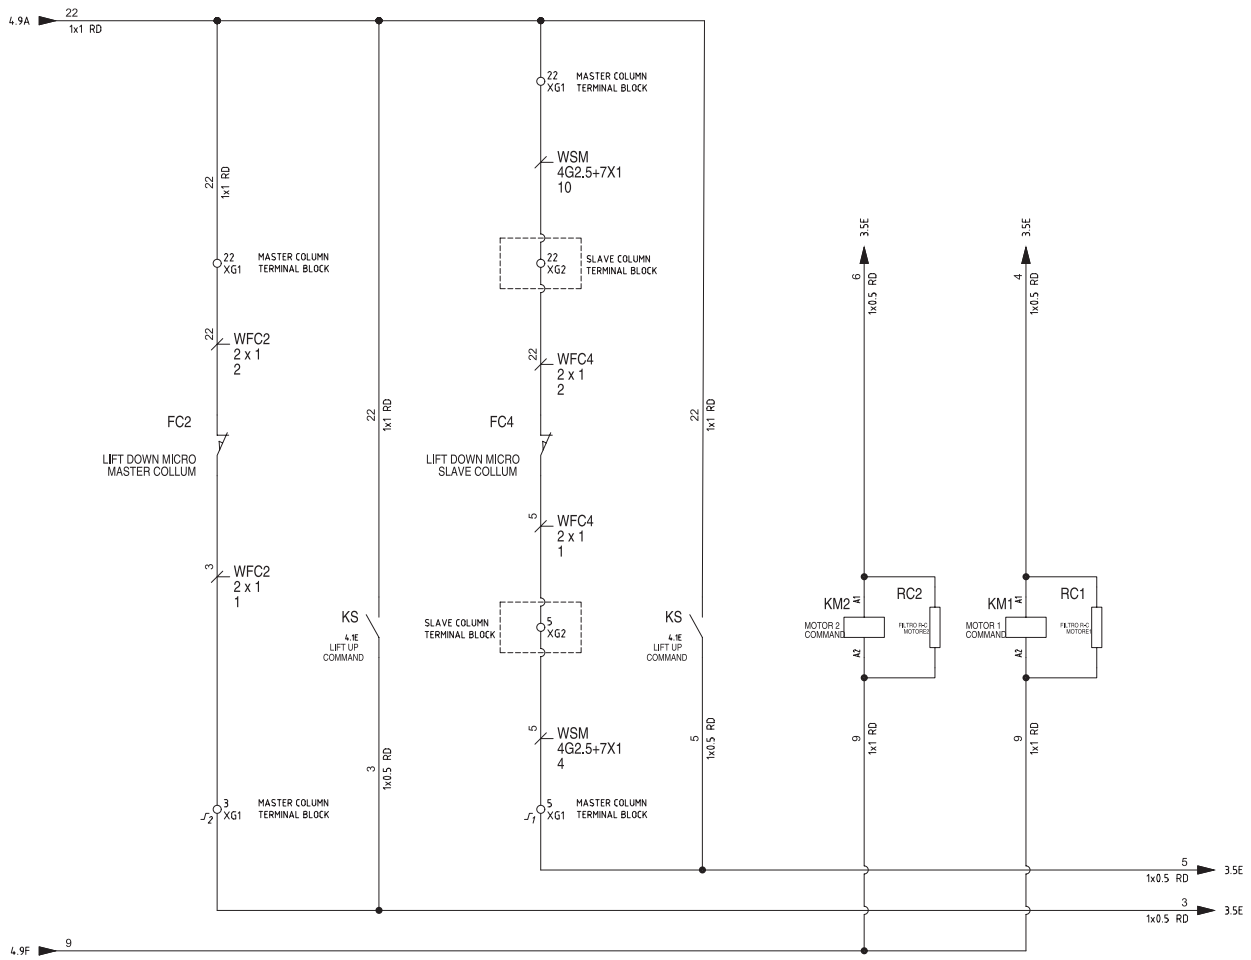 4.9A
22
1x1 RD
22
1x1 RD
22
XG1
MASTER COLUMN
TERMINAL BLOCK
22
WFC2
2 x 1
2
FC2
LIFT DOWN MICRO
MASTER COLLUM
3
WFC2
2 x 1
1
3
XG1
MASTER COLUMN
TERMINAL BLOCK
2
22
1x1 RD
KS
4.1E
LIFT UP
COMMAND
3
1x0.5 RD
22
XG1
MASTER COLUMN
TERMINAL BLOCK
WSM
4G2.5+7X1
10
22
XG2
SLAVE COLUMN
TERMINAL BLOCK
22
WFC4
2 x 1
2
FC4
LIFT DOWN MICRO
SLAVE COLLUM
5
WFC4
2 x 1
1
SLAVE COLUMN
TERMINAL BLOCK
5
XG2
5
WSM
4G2.5+7X1
4
5
XG1
MASTER COLUMN
TERMINAL BLOCK
1
22
1x1 RD
KS
4.1E
LIFT UP
COMMAND
5
1x0.5 RD
3.5E
6
1x0.5 RD
KM2
A1
MOTOR 2
COMMAND
A2
RC2
FILTRO R-C
MOTORE2
9
1x1 RD
3.5E
4
1x0.5 RD
KM1
A1
MOTOR 1
COMMAND
A2
RC1
FILTRO R-C
MOTORE1
9
1x1 RD
5
1x0.5 RD
3.5E
3
1x0.5 RD
3.5E
4.9F
9